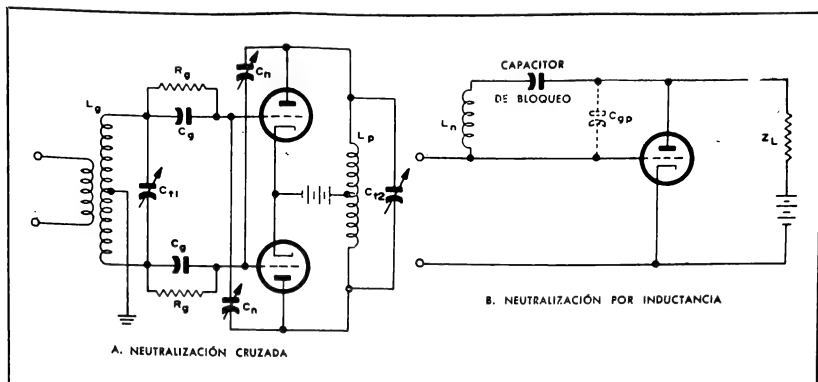 Rg
Cn
Lg
Cg
Ct1
Lp
Ct2
Cg
Rg
Cn
A. NEUTRALIZACIÓN CRUZADA
CAPACITOR
DE BLOQUEO
Ln
Cgp
ZL
B. NEUTRALIZACIÓN POR INDUCTANCIA